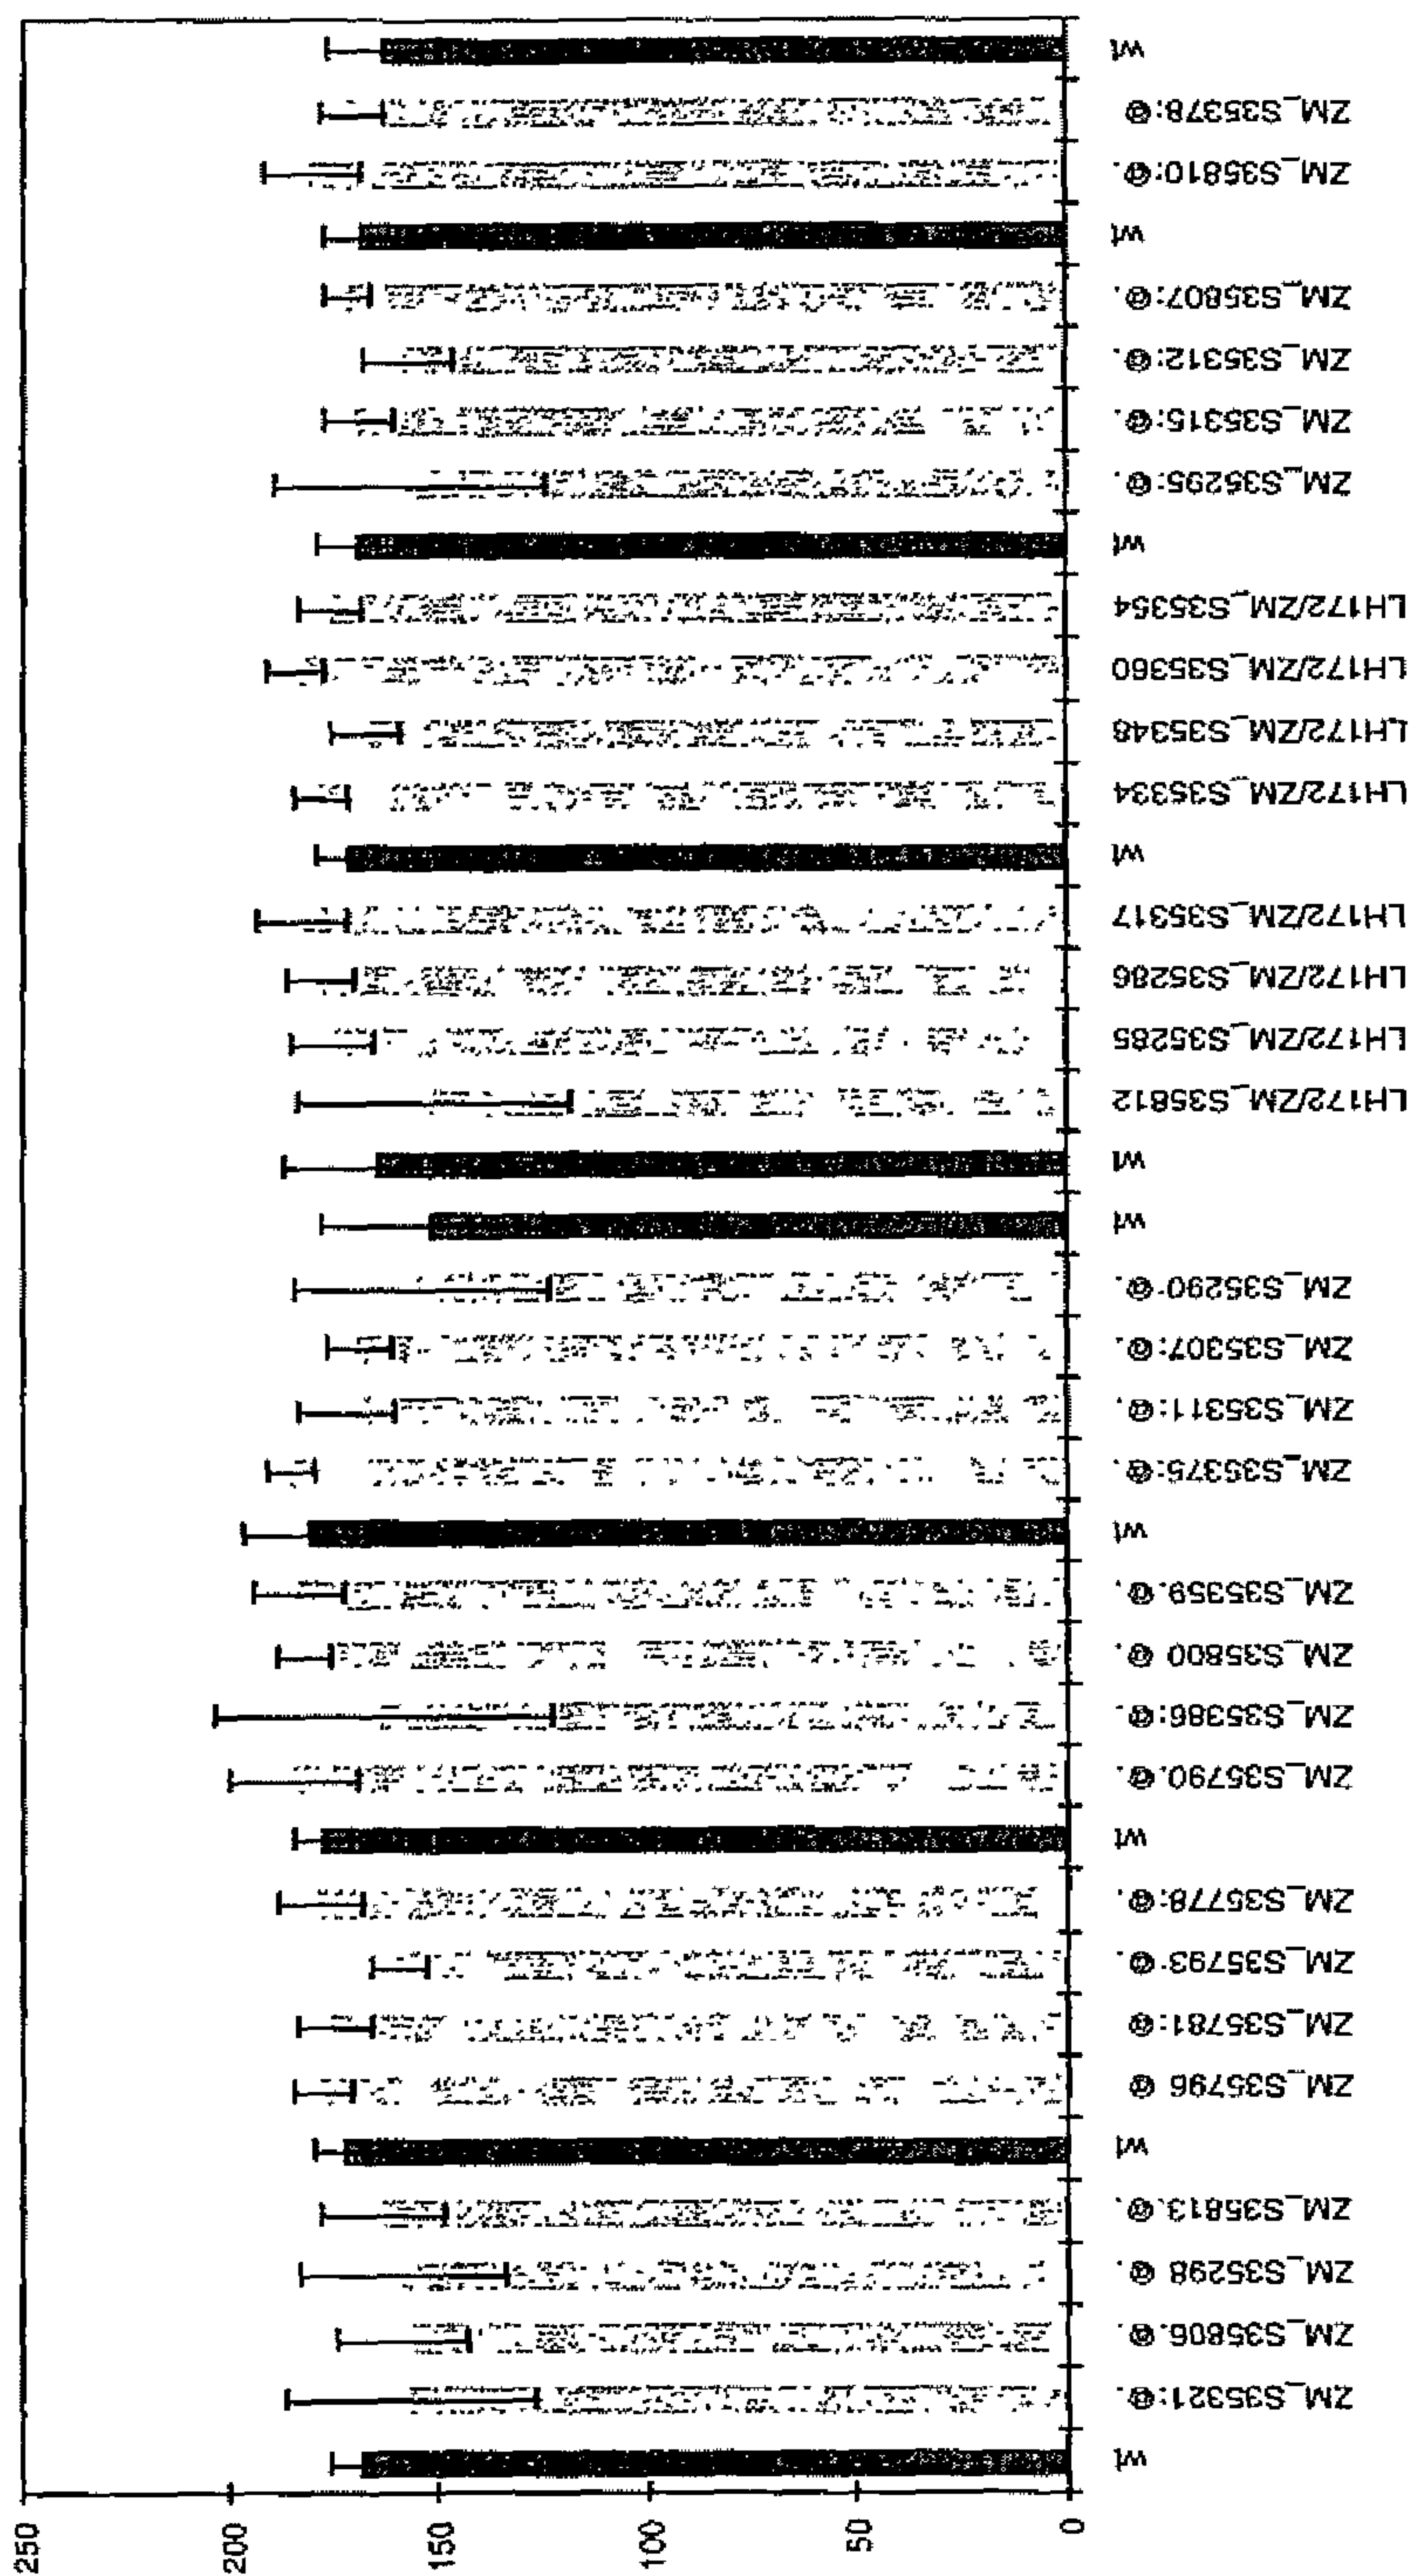 250
200
150
100
50
0
wt
ZM_S35321:@.
ZM_S35806.@.
ZM_S35298 @.
ZM_S35813.@.
wt
ZM_S35796 @
ZM_S35781:@
ZM_S35793:@.
ZM_S35778:@.
wt
ZM_S35790.@.
ZM_S35386:@.
ZM_S35800 @.
ZM_S35359.@.
wt
ZM_S35375:@.
ZM_S35311:@.
ZM_S35307:@.
ZM_S35290:@.
wt
wt
LH172/ZM_S35812
LH172/ZM_S35285
LH172/ZM_S35286
LH172/ZM_S35317
wt
LH172/ZM_S35334
LH172/ZM_S35348
LH172/ZM_S35360
LH172/ZM_S35354
wt
ZM_S35295:@.
ZM_S35315:@.
ZM_S35312:@.
ZM_S35807:@.
wt
ZM_S35810:@.
ZM_S35378:@
wt